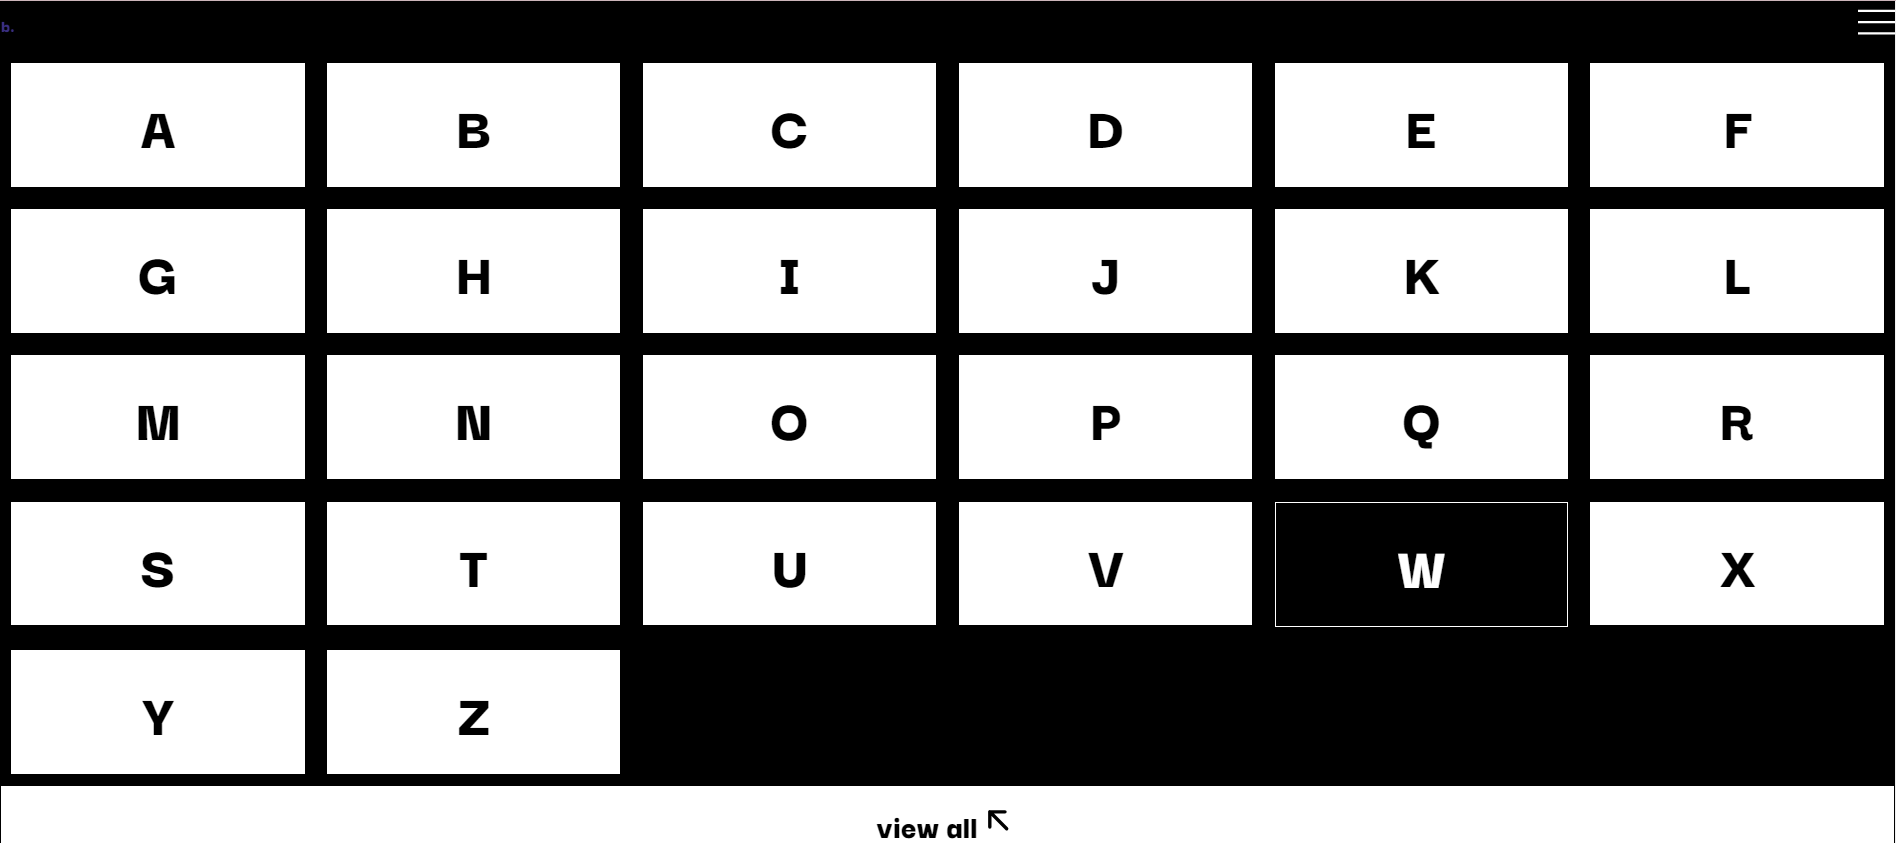 b.
A B C D E F
G H I J K L
M N O P Q R
S T U V W X
Y Z
view all